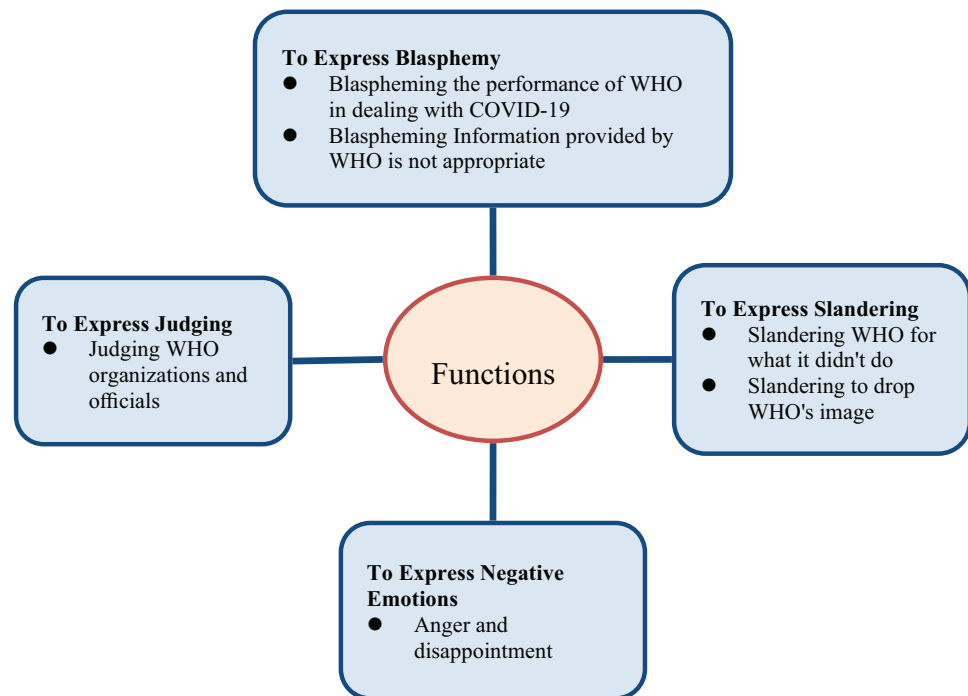 To Express Blasphemy
● Blaspheming the performance of WHO
in dealing with COVID-19
● Blaspheming Information provided by
WHO is not appropriate
To Express Judging
● Judging WHO
organizations and
officials
Functions
To Express Slandering
● Slandering WHO for
what it didn't do
● Slandering to drop
WHO's image
To Express Negative
Emotions
● Anger and
disappointment